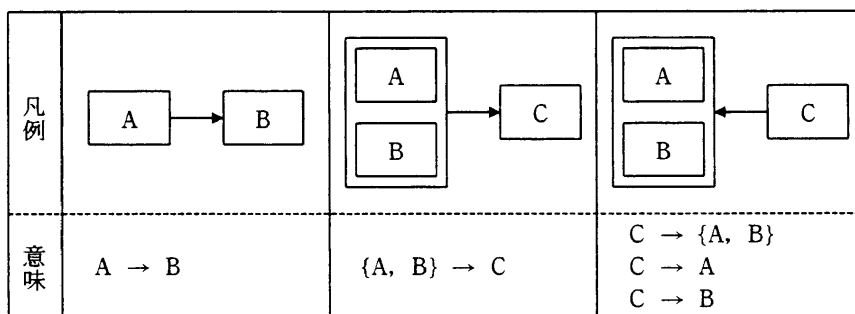 凡例
A
B
A
B
C
A
B
C
意味
A → B
{A, B} → C
C → {A, B}
C → A
C → B